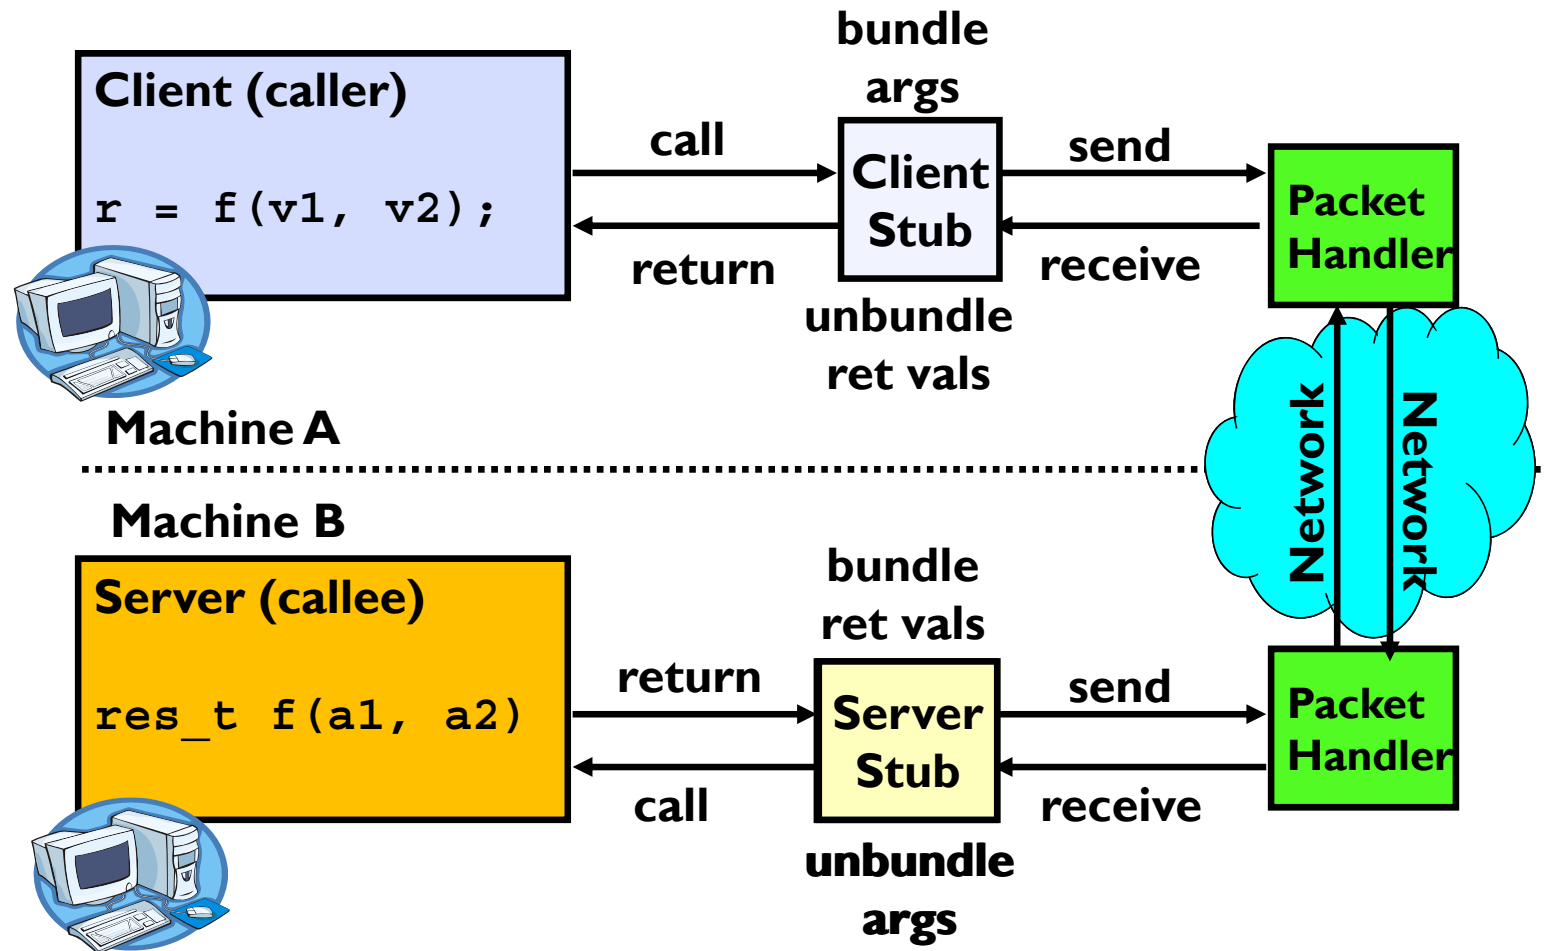 bundle
args
Client (caller)
r = f(v1, v2);
call
return
Client
Stub
send
receive
Packet
Handler
unbundle
ret vals
Machine A
Network
Network
Machine B
Server (callee)
res_t f(a1, a2)
bundle
ret vals
return
call
Server
Stub
send
receive
Packet
Handler
unbundle
args